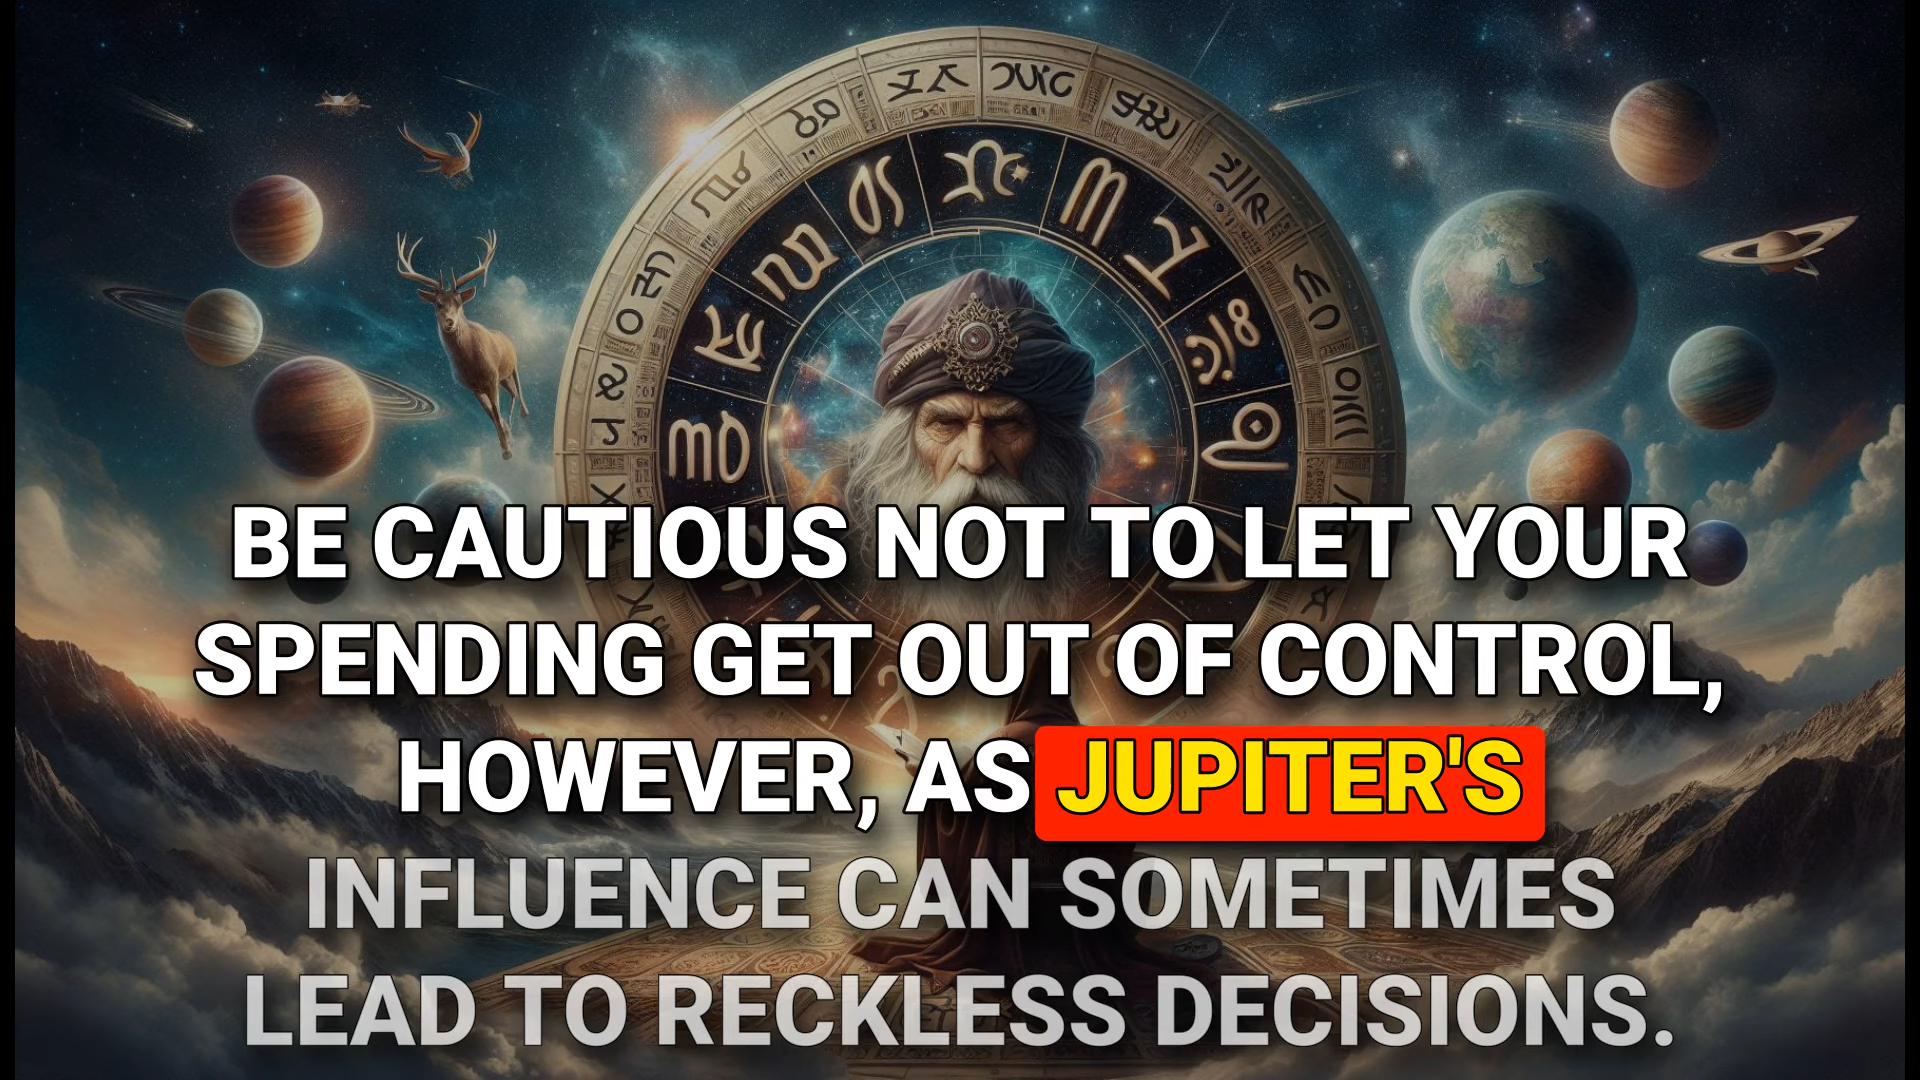 BE CAUTIOUS NOT TO LET YOUR
SPENDING GET OUT OF CONTROL,
HOWEVER, AS JUPITER'S
INFLUENCE CAN SOMETIMES
LEAD TO RECKLESS DECISIONS.